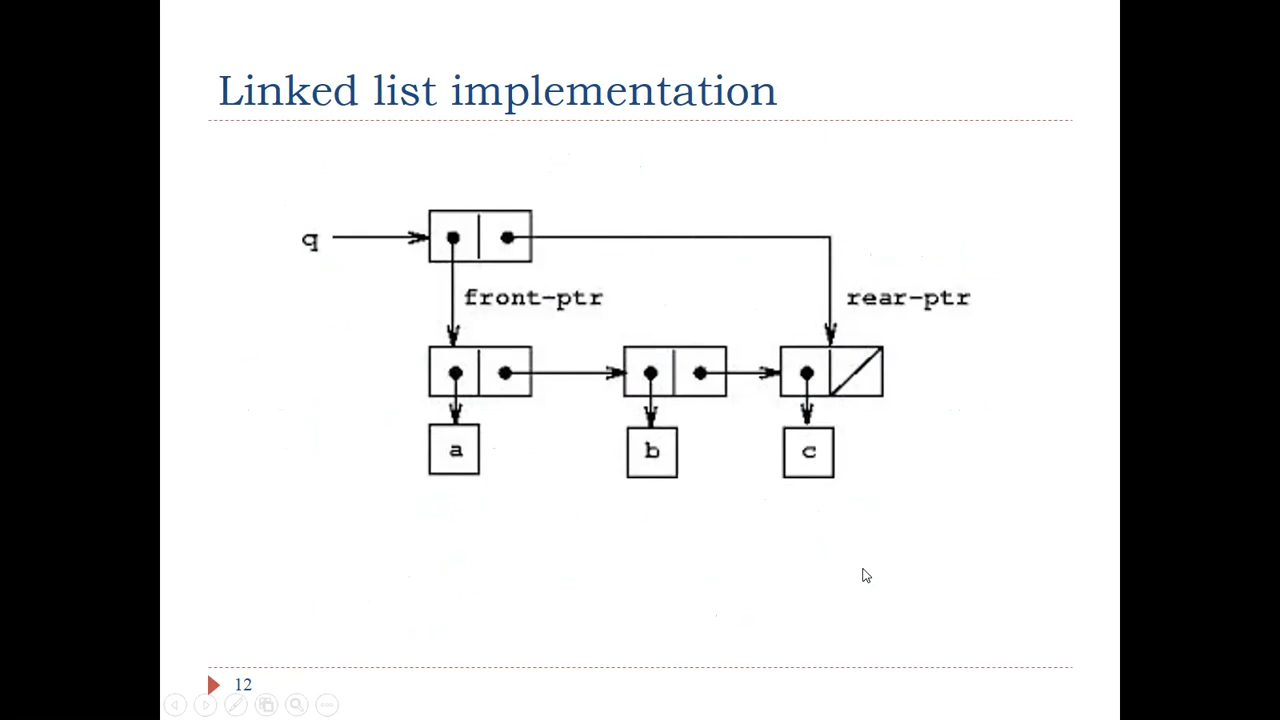 Linked list implementation
q
front-ptr
rear-ptr
a
b
c
12